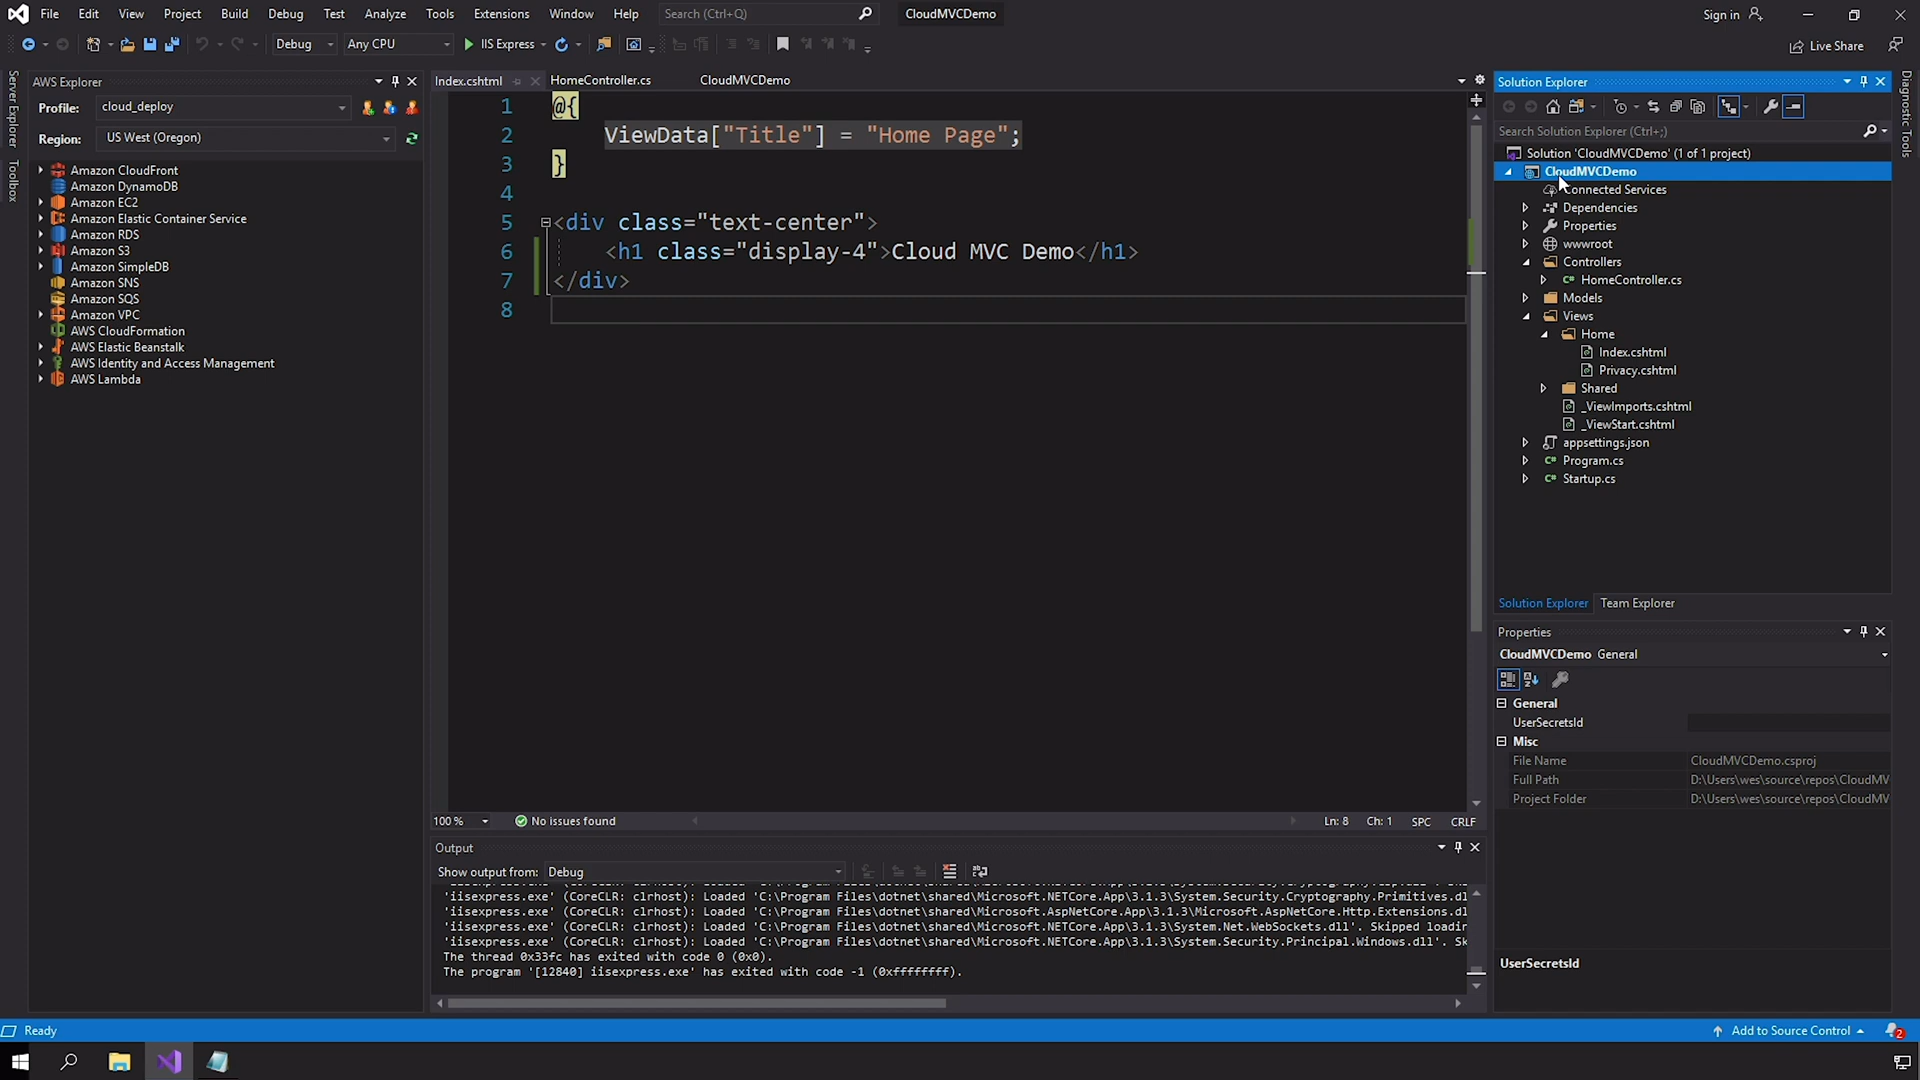 File Edit View Project Build Debug Test Analyze Tools Extensions Window Help Search (Ctrl+Q) CloudMVCDemo Sign in
Debug Any CPU IIS Express Live Share
Server Explorer
Toolbox
AWS Explorer
Profile: cloud_deploy
Region: US West (Oregon)
Amazon CloudFront
Amazon DynamoDB
Amazon EC2
Amazon Elastic Container Service
Amazon RDS
Amazon S3
Amazon SimpleDB
Amazon SNS
Amazon SQS
Amazon VPC
AWS CloudFormation
AWS Elastic Beanstalk
AWS Identity and Access Management
AWS Lambda
Index.cshtml HomeController.cs CloudMVCDemo
1 @{
2 ViewData["Title"] = "Home Page";
3 }
4
5 <div class="text-center">
6 <h1 class="display-4">Cloud MVC Demo</h1>
7 </div>
8
100 % No issues found Ln: 8 Ch: 1 SPC CRLF
Output
Show output from: Debug
'iisexpress.exe' (CoreCLR: clrhost): Loaded 'C:\Program Files\dotnet\shared\Microsoft.NETCore.App\3.1.3\System.Security.Cryptography.Primitives.dl
'iisexpress.exe' (CoreCLR: clrhost): Loaded 'C:\Program Files\dotnet\shared\Microsoft.AspNetCore.App\3.1.3\Microsoft.AspNetCore.Http.Extensions.dl
'iisexpress.exe' (CoreCLR: clrhost): Loaded 'C:\Program Files\dotnet\shared\Microsoft.NETCore.App\3.1.3\System.Net.WebSockets.dll'. Skipped loadin
'iisexpress.exe' (CoreCLR: clrhost): Loaded 'C:\Program Files\dotnet\shared\Microsoft.NETCore.App\3.1.3\System.Security.Principal.Windows.dll'. Sk
The thread 0x33fc has exited with code 0 (0x0).
The program '[12840] iisexpress.exe' has exited with code -1 (0xffffffff).
Solution Explorer
Search Solution Explorer (Ctrl+;)
Solution 'CloudMVCDemo' (1 of 1 project)
CloudMVCDemo
Connected Services
Dependencies
Properties
wwwroot
Controllers
C# HomeController.cs
Models
Views
Home
Index.cshtml
Privacy.cshtml
Shared
_ViewImports.cshtml
_ViewStart.cshtml
appsettings.json
C# Program.cs
C# Startup.cs
Solution Explorer Team Explorer
Properties
CloudMVCDemo General
General
UserSecretsId
Misc
File Name CloudMVCDemo.csproj
Full Path D:\Users\wes\source\repos\CloudMV
Project Folder D:\Users\wes\source\repos\CloudMV
UserSecretsId
Diagnostic Tools
Ready Add to Source Control 2